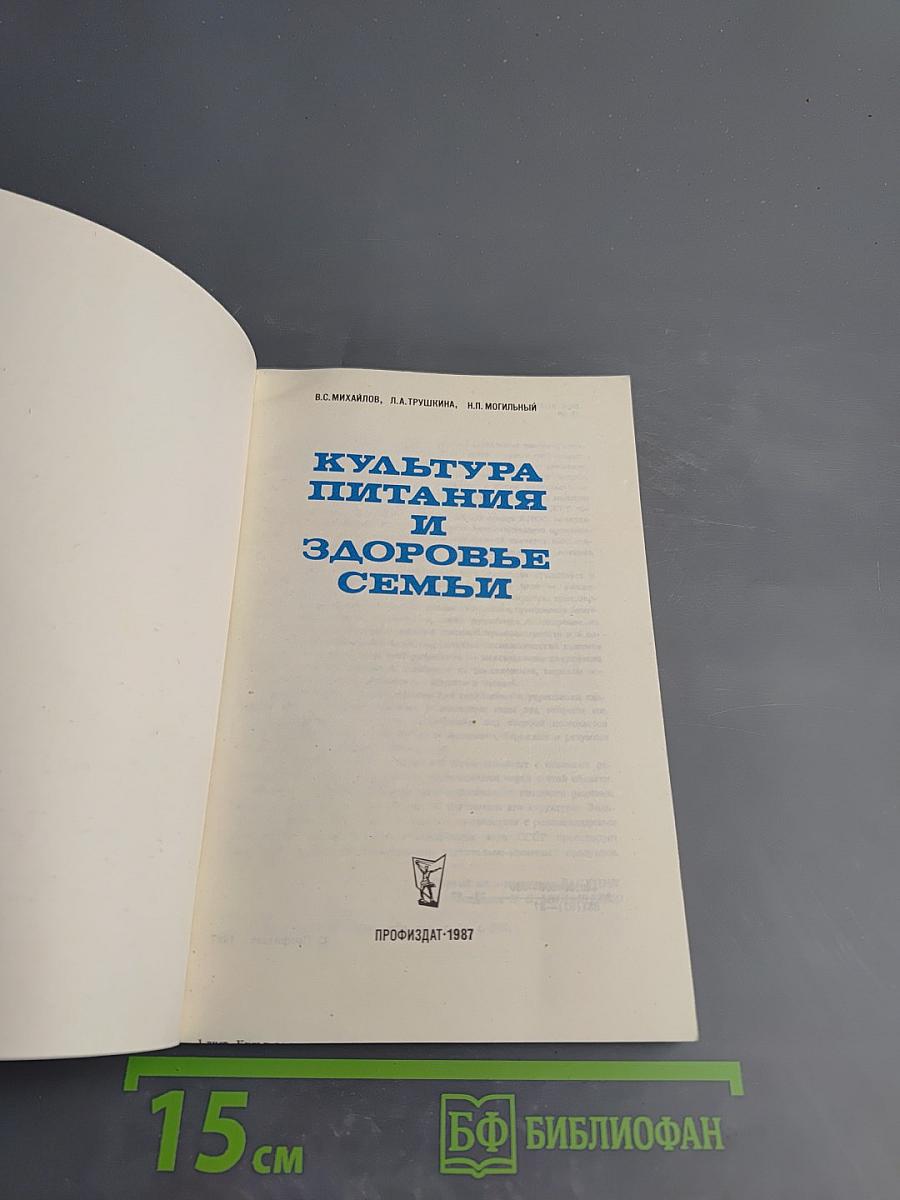 В.С.МИХАЙЛОВ, Л.А.ТРУШКИНА, Н.П.МОГИЛЬНЫЙ
КУЛЬТУРА
ПИТАНИЯ
И
ЗДОРОВЬЕ
СЕМЬИ
ПРОФИЗДАТ·1987
15 см
БФ БИБЛИОФАН